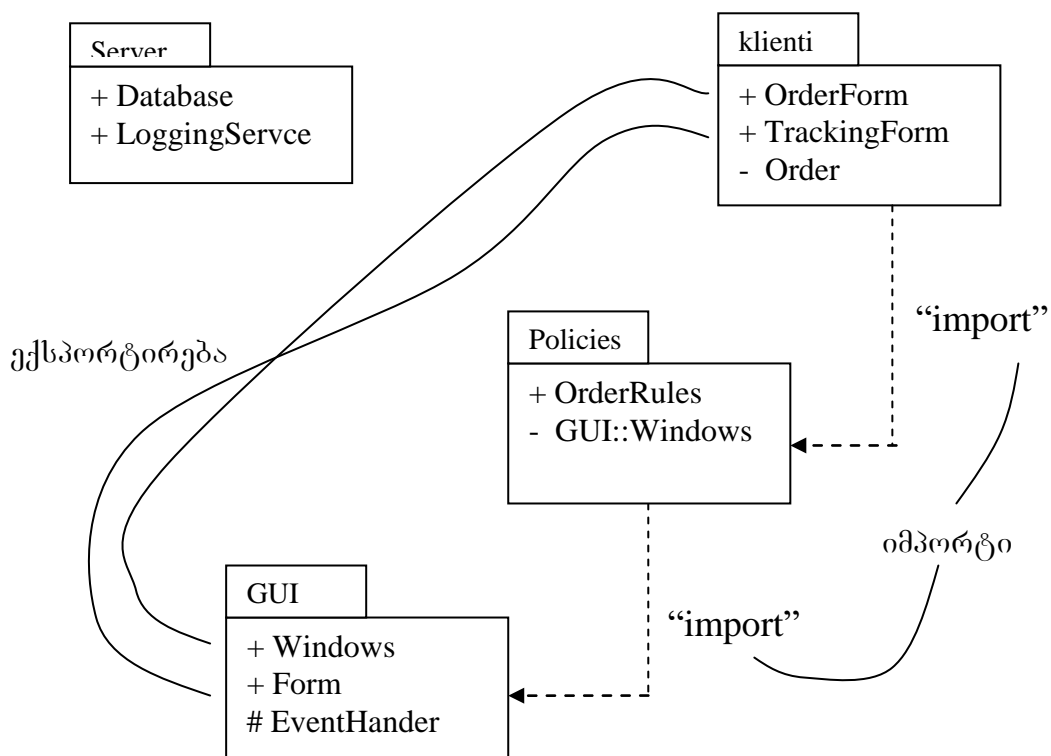 Server
+ Database
+ LoggingServce
klienti
+ OrderForm
+ TrackingForm
- Order
“import”
ექსპორტირება
Policies
+ OrderRules
- GUI::Windows
იმპორტი
“import”
GUI
+ Windows
+ Form
# EventHander